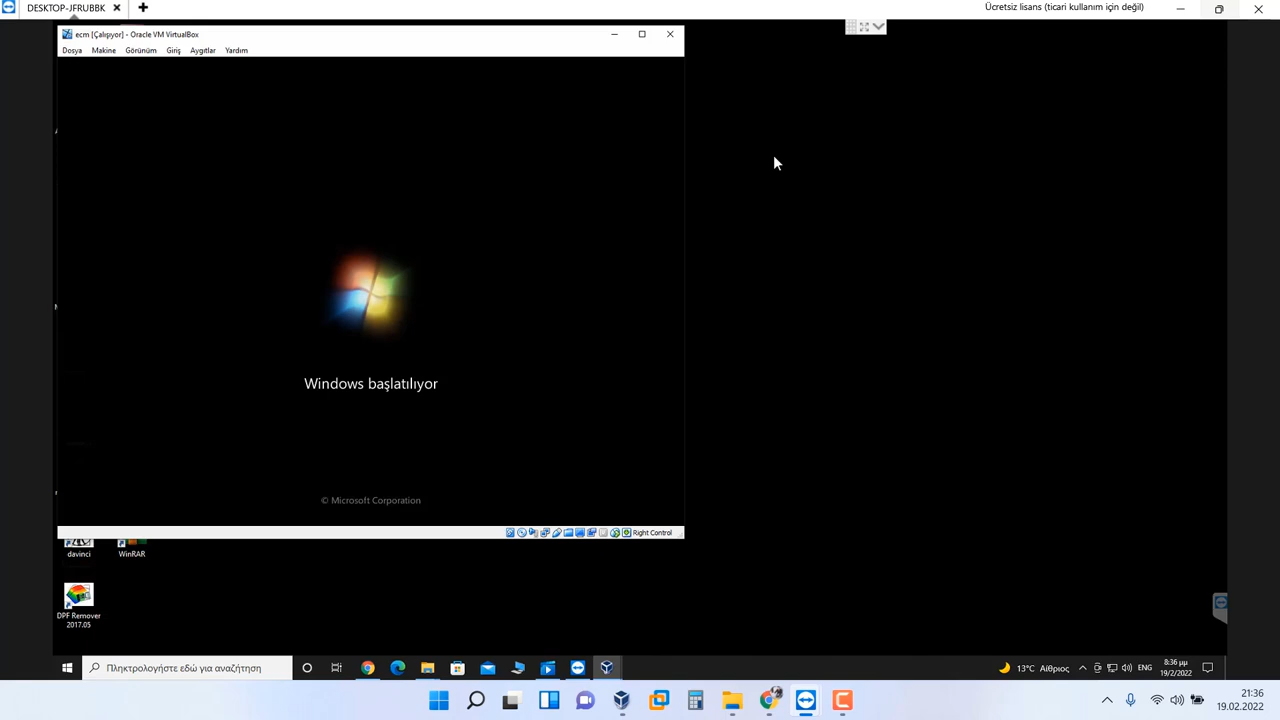 DESKTOP-JFRUBBK
Ücretsiz lisans (ticari kullanım için değil)
ecm [Çalışıyor] - Oracle VM VirtualBox
Dosya Makine Görünüm Giriş Aygıtlar Yardım
Windows başlatılıyor
© Microsoft Corporation
Right Control
davinci WinRAR
DPF Remover
2017.05
Πληκτρολογήστε εδώ για αναζήτηση
13°C Αίθριος
ENG
8:36 μμ
19/2/2022
21:36
19.02.2022